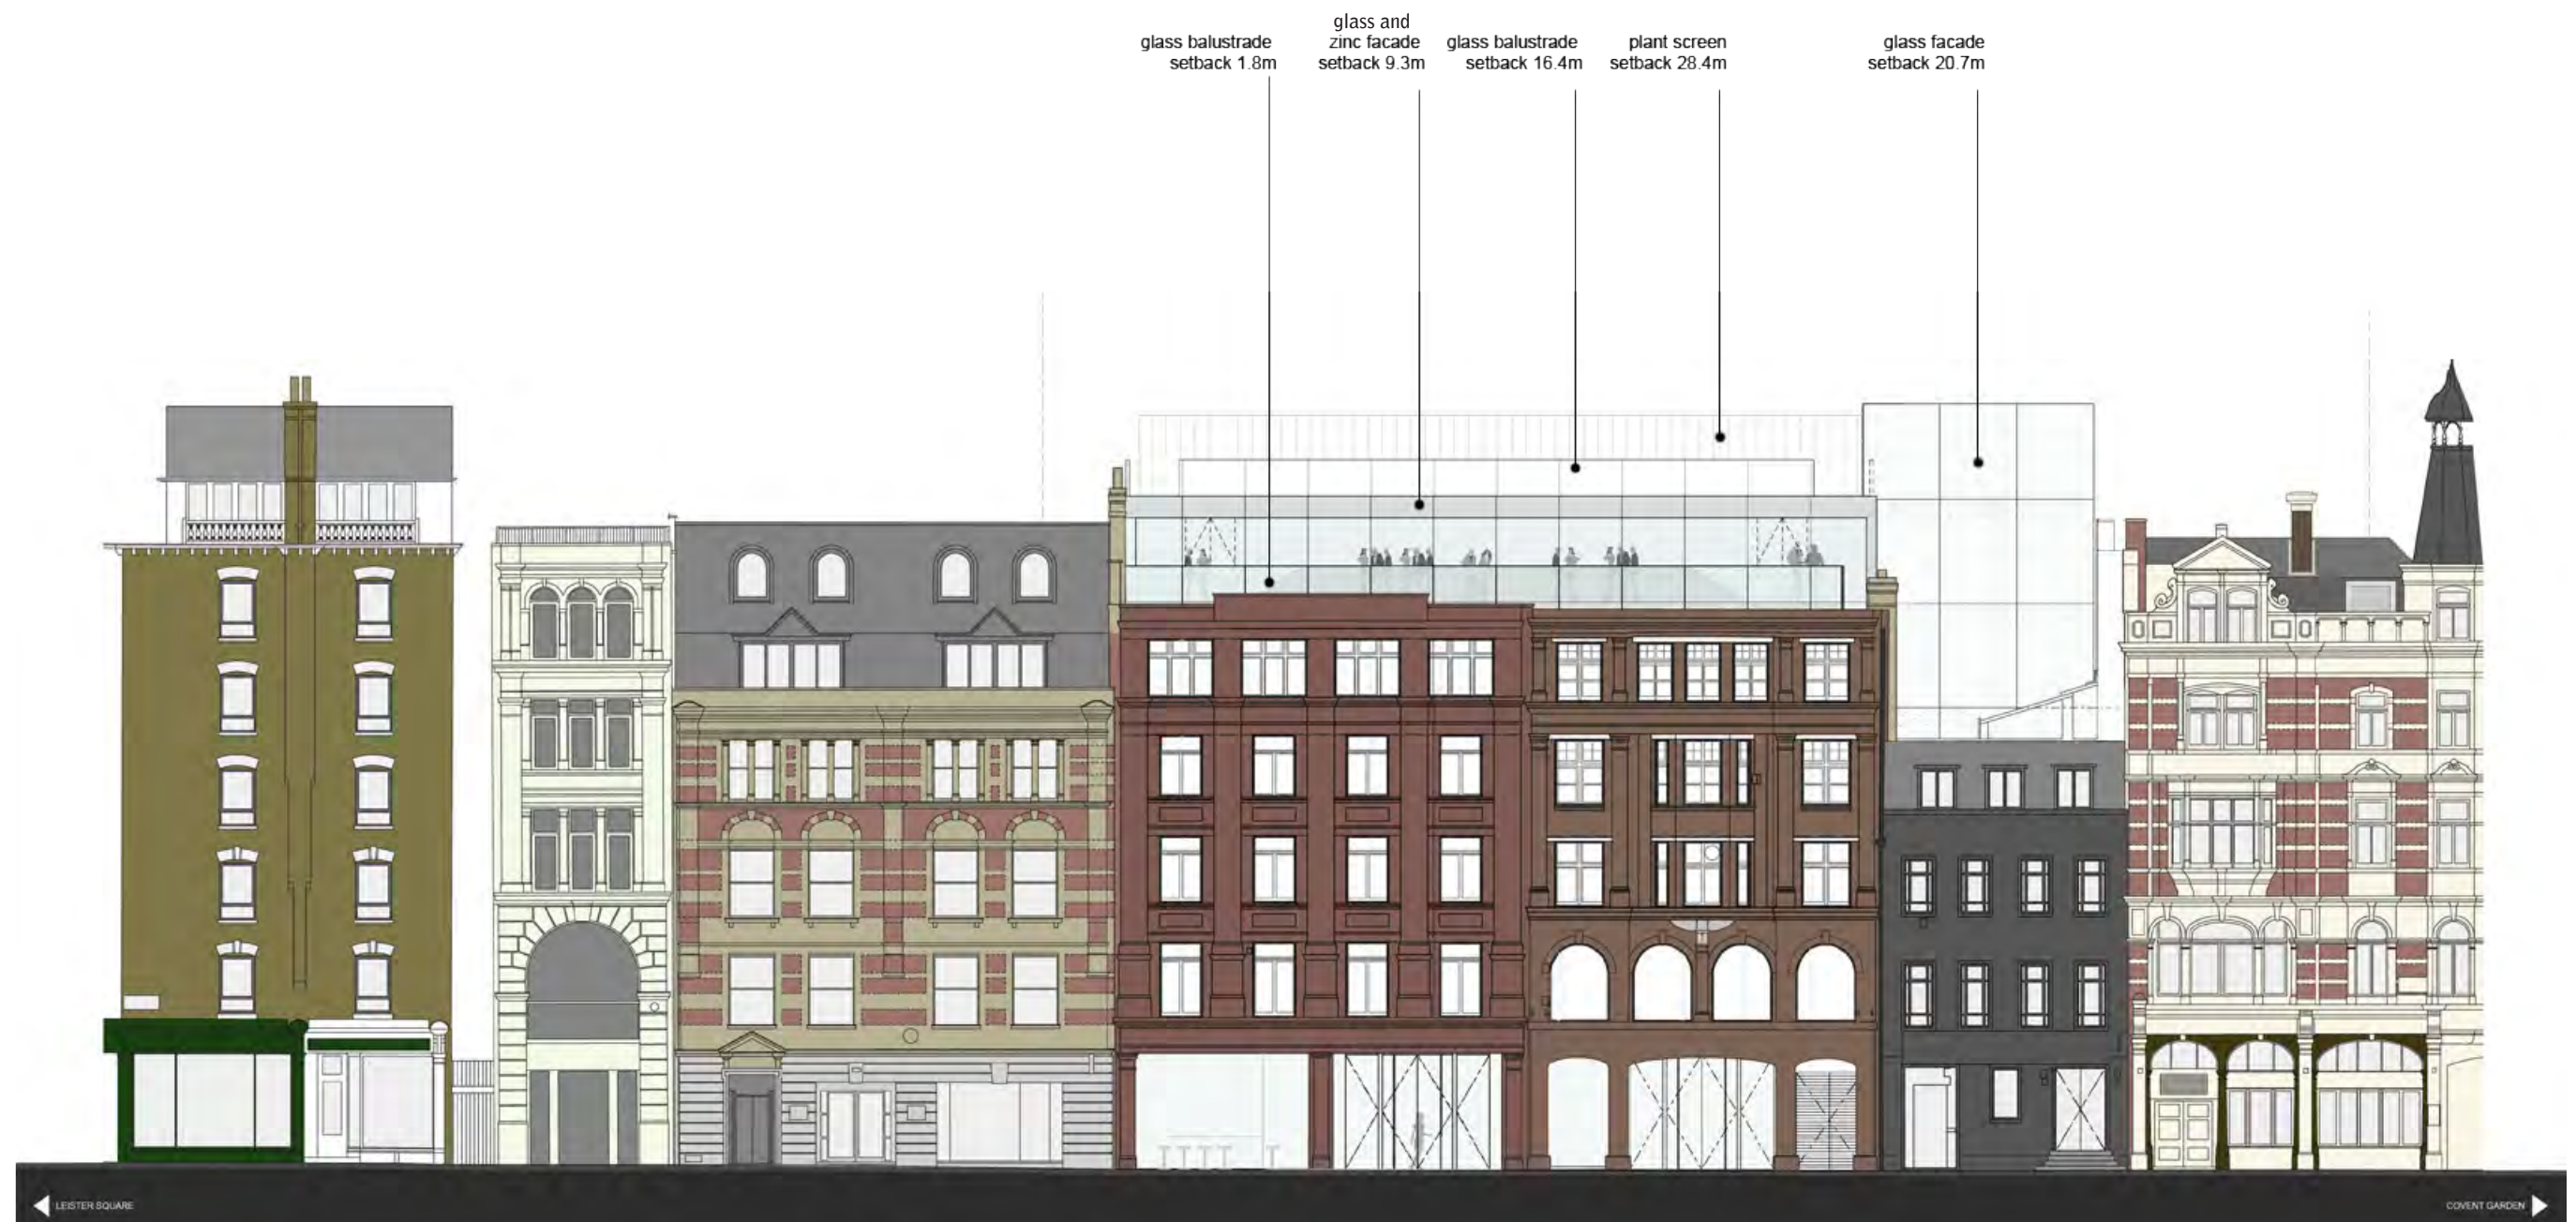 glass balustrade
setback 1.8m
glass and
zinc facade
setback 9.3m
glass balustrade
setback 16.4m
plant screen
setback 28.4m
glass facade
setback 20.7m
LEISTER SQUARE
COVENT GARDEN